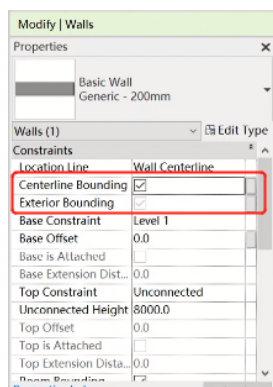 Modify | Walls
Properties
Basic Wall
Generic - 200mm
Walls (1)
Edit Type
Constraints
Location Line Wall Centerline
Centerline Bounding
Exterior Bounding
Base Constraint Level 1
Base Offset 0.0
Base is Attached
Base Extension Dist... 0.0
Top Constraint Unconnected
Unconnected Height 8000.0
Top Offset 0.0
Top is Attached
Top Extension Dista... 0.0
Room Bounding